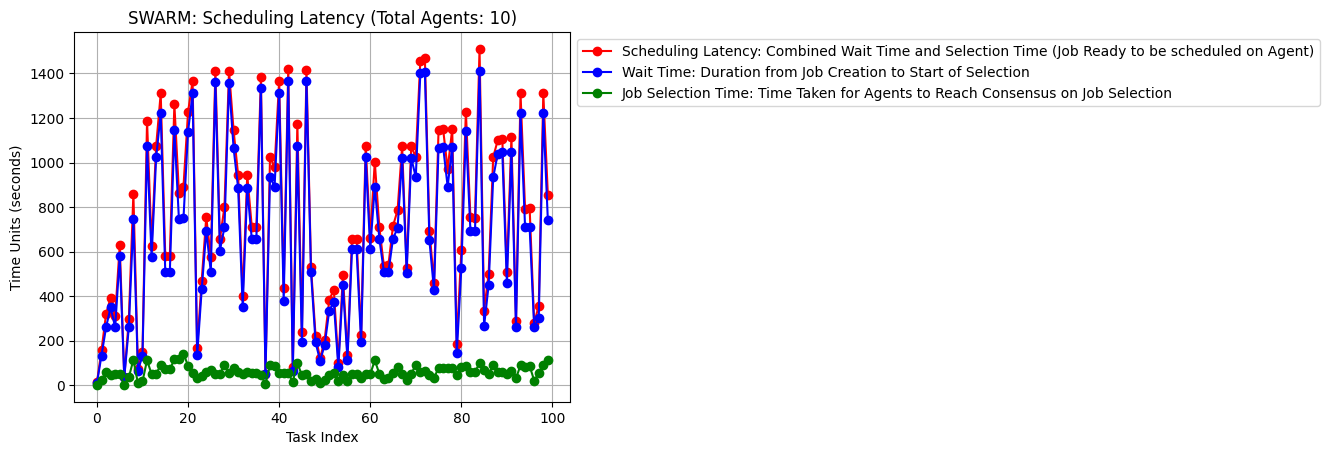 SWARM: Scheduling Latency (Total Agents: 10)
Scheduling Latency: Combined Wait Time and Selection Time (Job Ready to be scheduled on Agent)
Wait Time: Duration from Job Creation to Start of Selection
Job Selection Time: Time Taken for Agents to Reach Consensus on Job Selection
Time Units (seconds)
1400
1200
1000
800
600
400
200
0
0 20 40 60 80 100
Task Index